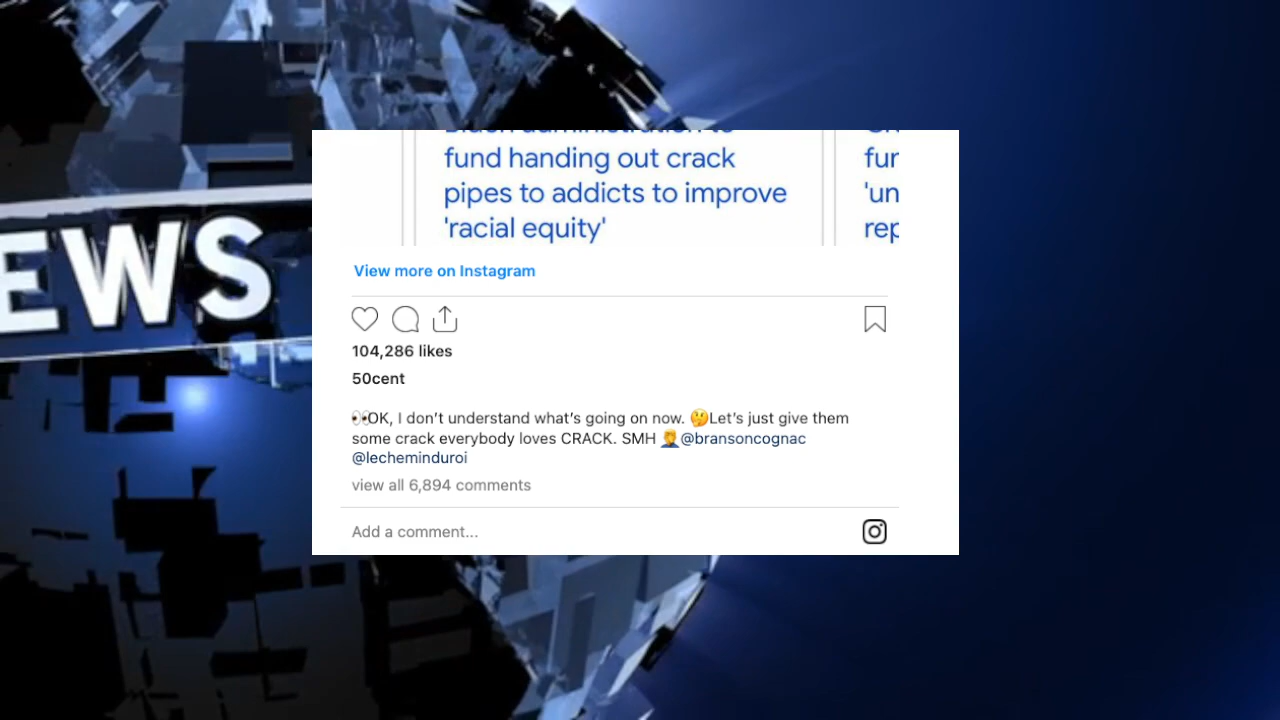 fund handing out crack
pipes to addicts to improve
'racial equity'
fur
'un
rep
EWS
View more on Instagram
104,286 likes
50cent
👀OK, I don't understand what's going on now. 🤔Let's just give them
some crack everybody loves CRACK. SMH 🤦@bransoncognac
@lecheminduroi
view all 6,894 comments
Add a comment...